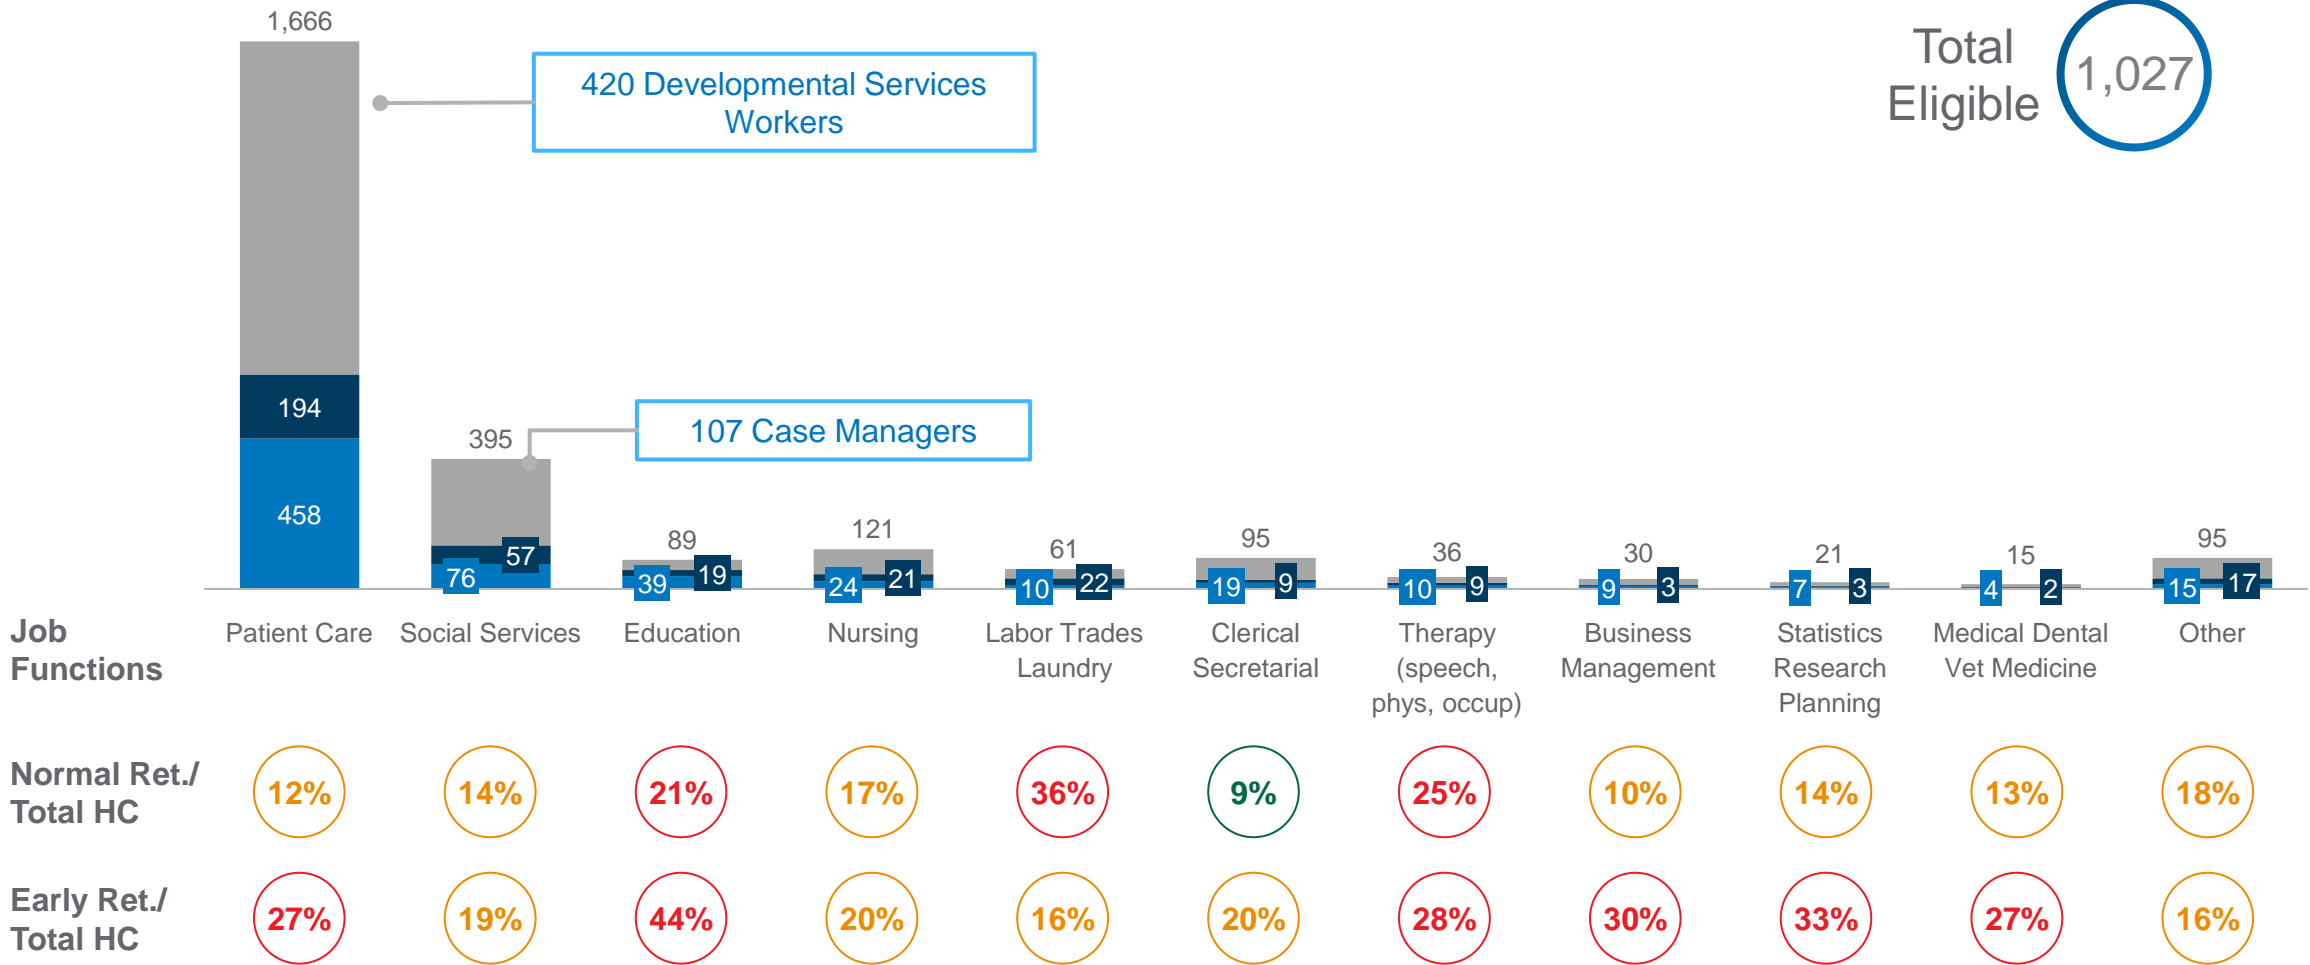 1,666
Total
Eligible
1,027
420 Developmental Services
Workers
194
458
395
107 Case Managers
57
76
89
39
19
121
24
21
61
10
22
95
19
9
36
10
9
30
9
3
21
7
3
15
4
2
95
15
17
Job
Functions
Patient Care
Social Services
Education
Nursing
Labor Trades
Laundry
Clerical
Secretarial
Therapy
(speech,
phys, occup)
Business
Management
Statistics
Research
Planning
Medical Dental
Vet Medicine
Other
Normal Ret./
Total HC
12%
14%
21%
17%
36%
9%
25%
10%
14%
13%
18%
Early Ret./
Total HC
27%
19%
44%
20%
16%
20%
28%
30%
33%
27%
16%